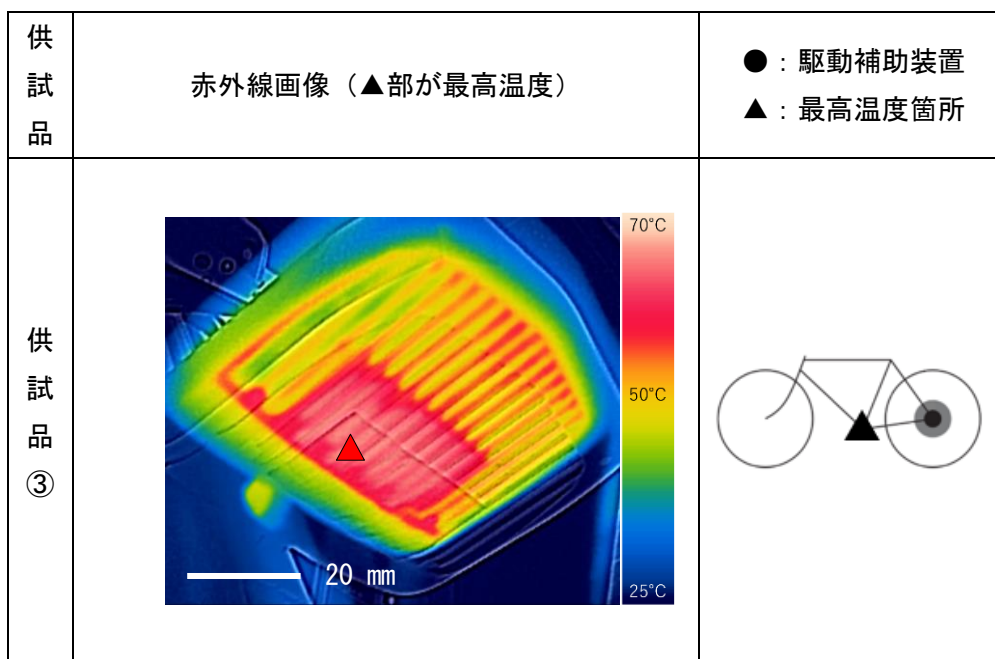 供
試
品
赤外線画像（▲部が最高温度）
●：駆動補助装置
▲：最高温度箇所
供
試
品
③
70°C
50°C
25°C
20 mm